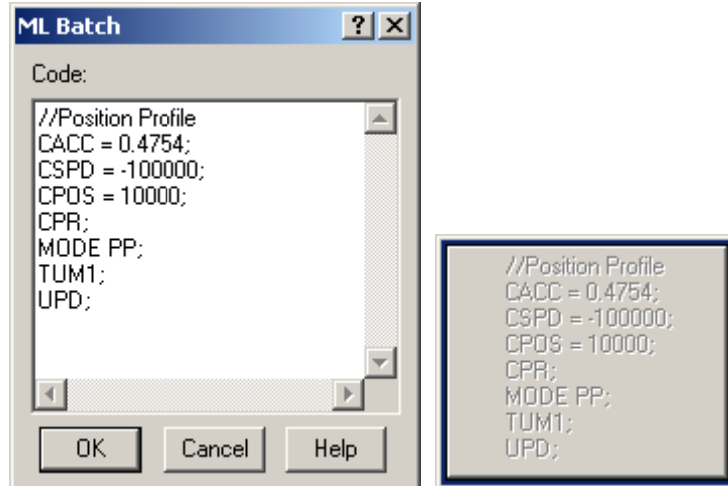 ML Batch
Code:
//Position Profile
CACC = 0.4754;
CSPD = -100000;
CPOS = 10000;
CPR;
MODE PP;
TUM1;
UPD;
OK Cancel Help
//Position Profile
CACC = 0.4754;
CSPD = -100000;
CPOS = 10000;
CPR;
MODE PP;
TUM1;
UPD;